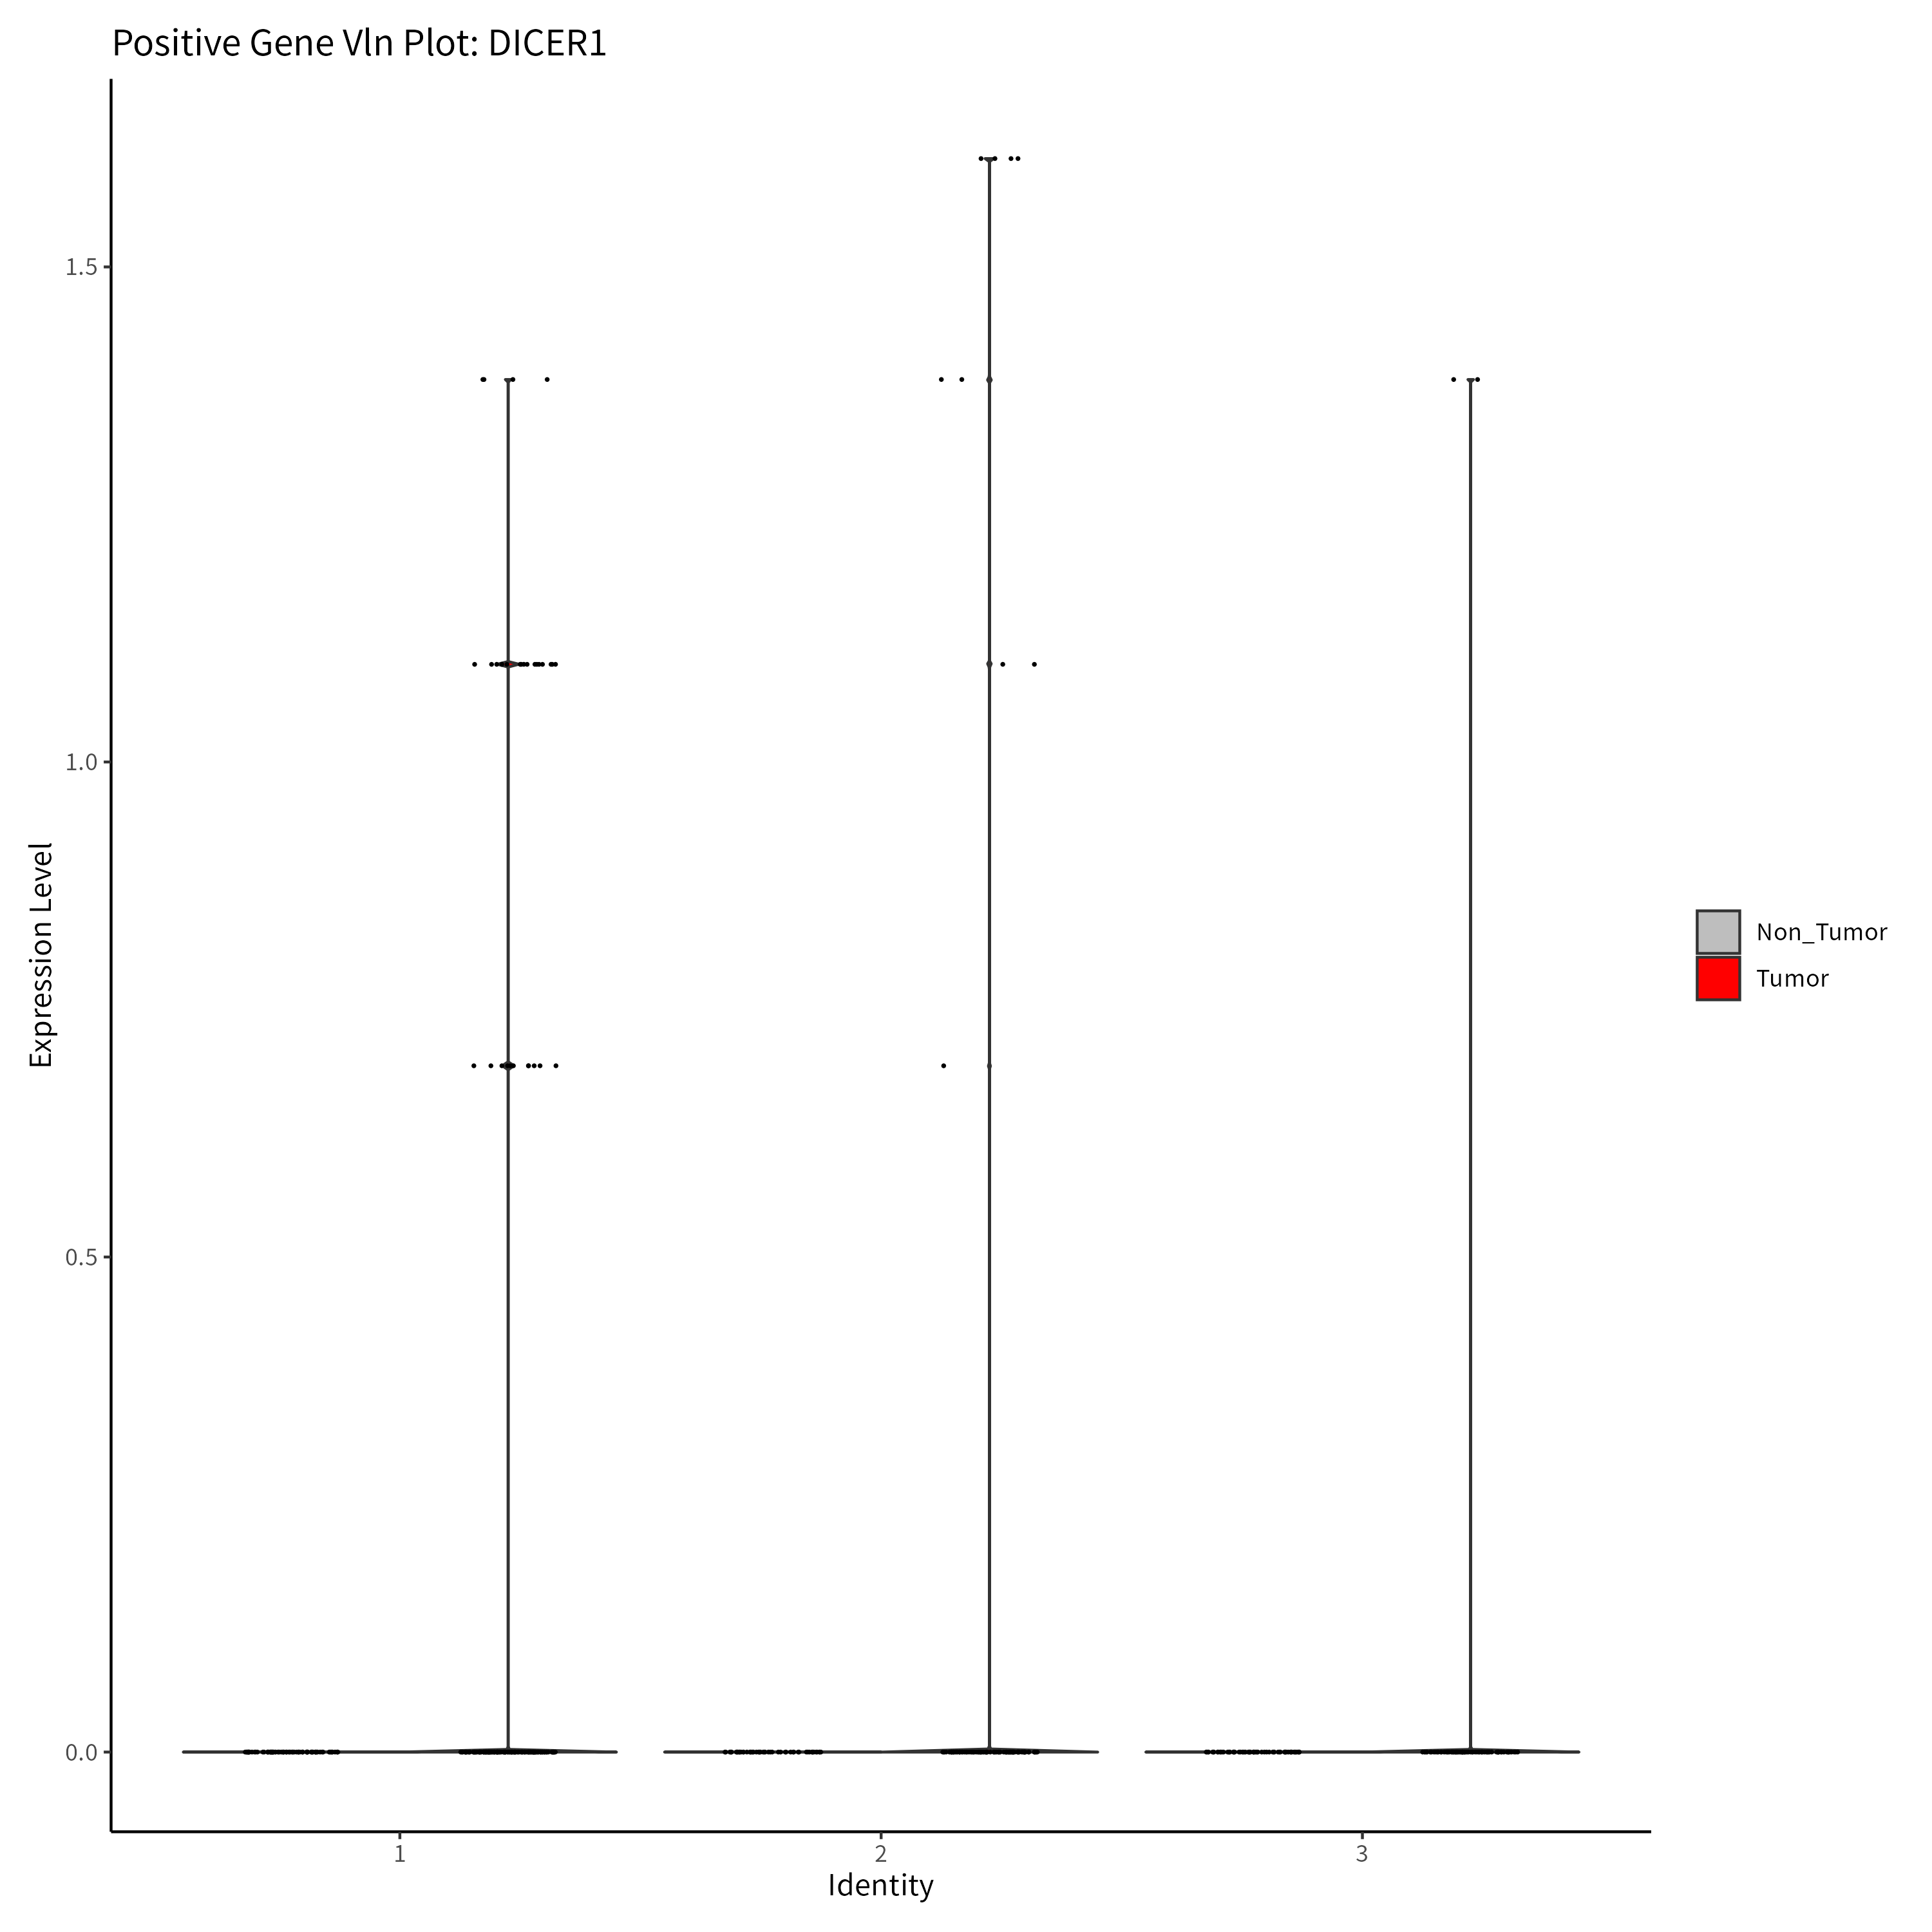 Positive Gene Vln Plot: DICER1
Expression Level
1.5
1.0
0.5
0.0
1
2
3
Identity
Non_Tumor
Tumor